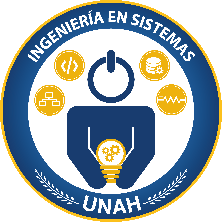 INGENIERÍA EN SISTEMAS
</>
UNAH